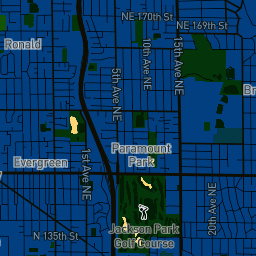 NE 170th St
NE 169th St
Ronald
5th Ave NE
10th Ave NE
15th Ave NE
Br
1st Ave NE
Paramount
Park
Evergreen
20th Ave NE
N 135th St
Jackson Park
Golf Course